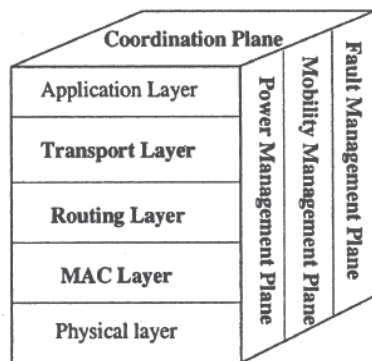 Coordination Plane
Application Layer
Transport Layer
Routing Layer
MAC Layer
Physical layer
Power Management Plane
Mobility Management Plane
Fault Management Plane